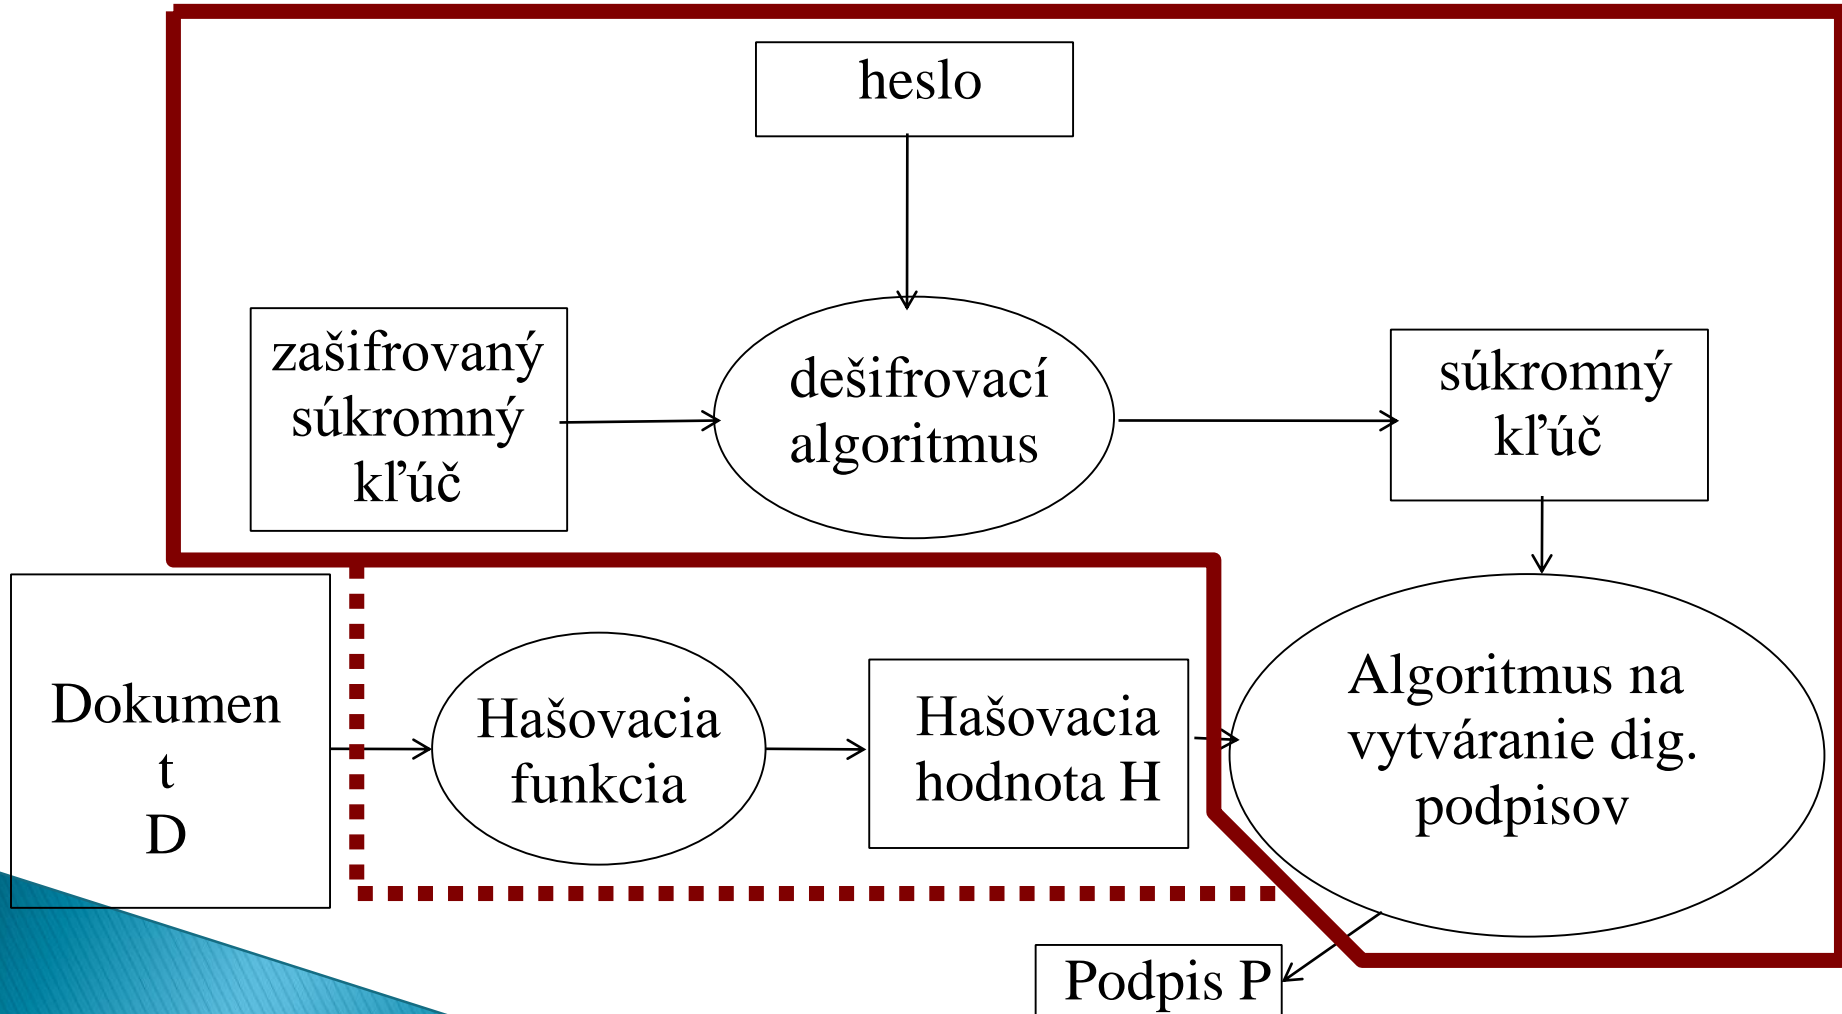 heslo
zašifrovaný
súkromný
kľúč
dešifrovací
algoritmus
súkromný
kľúč
Dokumen
t
D
Hašovacia
funkcia
Hašovacia
hodnota H
Algoritmus na
vytváranie dig.
podpisov
Podpis P